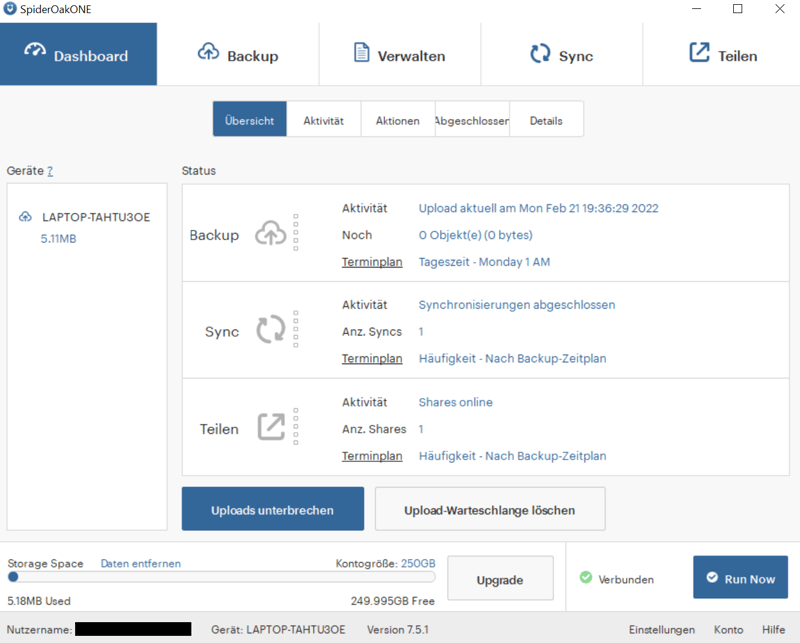 SpiderOakONE
Dashboard Backup Verwalten Sync Teilen
Übersicht Aktivität Aktionen Abgeschlossen Details
Geräte ? Status
LAPTOP-TAHTU3OE
5.11MB
Backup
Aktivität Upload aktuell am Mon Feb 21 19:36:29 2022
Noch 0 Objekt(e) (0 bytes)
Terminplan Tageszeit - Monday 1 AM
Sync
Aktivität Synchronisierungen abgeschlossen
Anz. Syncs 1
Terminplan Häufigkeit - Nach Backup-Zeitplan
Teilen
Aktivität Shares online
Anz. Shares 1
Terminplan Häufigkeit - Nach Backup-Zeitplan
Uploads unterbrechen Upload-Warteschlange löschen
Storage Space Daten entfernen Kontogröße: 250GB
5.18MB Used 249.995GB Free
Upgrade
Verbunden
Run Now
Nutzername: Gerät: LAPTOP-TAHTU3OE Version 7.5.1 Einstellungen Konto Hilfe